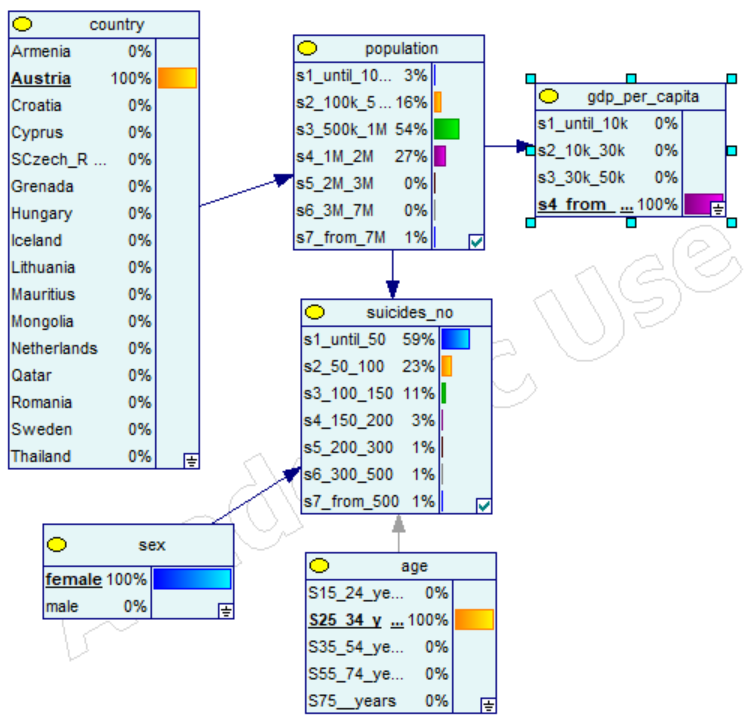 country
Armenia 0%
Austria 100%
Croatia 0%
Cyprus 0%
SCzech_R ... 0%
Grenada 0%
Hungary 0%
Iceland 0%
Lithuania 0%
Mauritius 0%
Mongolia 0%
Netherlands 0%
Qatar 0%
Romania 0%
Sweden 0%
Thailand 0%
population
s1_until_10... 3%
s2_100k_5... 16%
s3_500k_1M 54%
s4_1M_2M 27%
s5_2M_3M 0%
s6_3M_7M 0%
s7_from_7M 1%
gdp_per_capita
s1_until_10k 0%
s2_10k_30k 0%
s3_30k_50k 0%
s4_from_ ... 100%
suicides_no
s1_until_50 59%
s2_50_100 23%
s3_100_150 11%
s4_150_200 3%
s5_200_300 1%
s6_300_500 1%
s7_from_500 1%
sex
female 100%
male 0%
age
S15_24_ye... 0%
S25_34_y ... 100%
S35_54_ye... 0%
S55_74_ye... 0%
S75__years 0%
Use